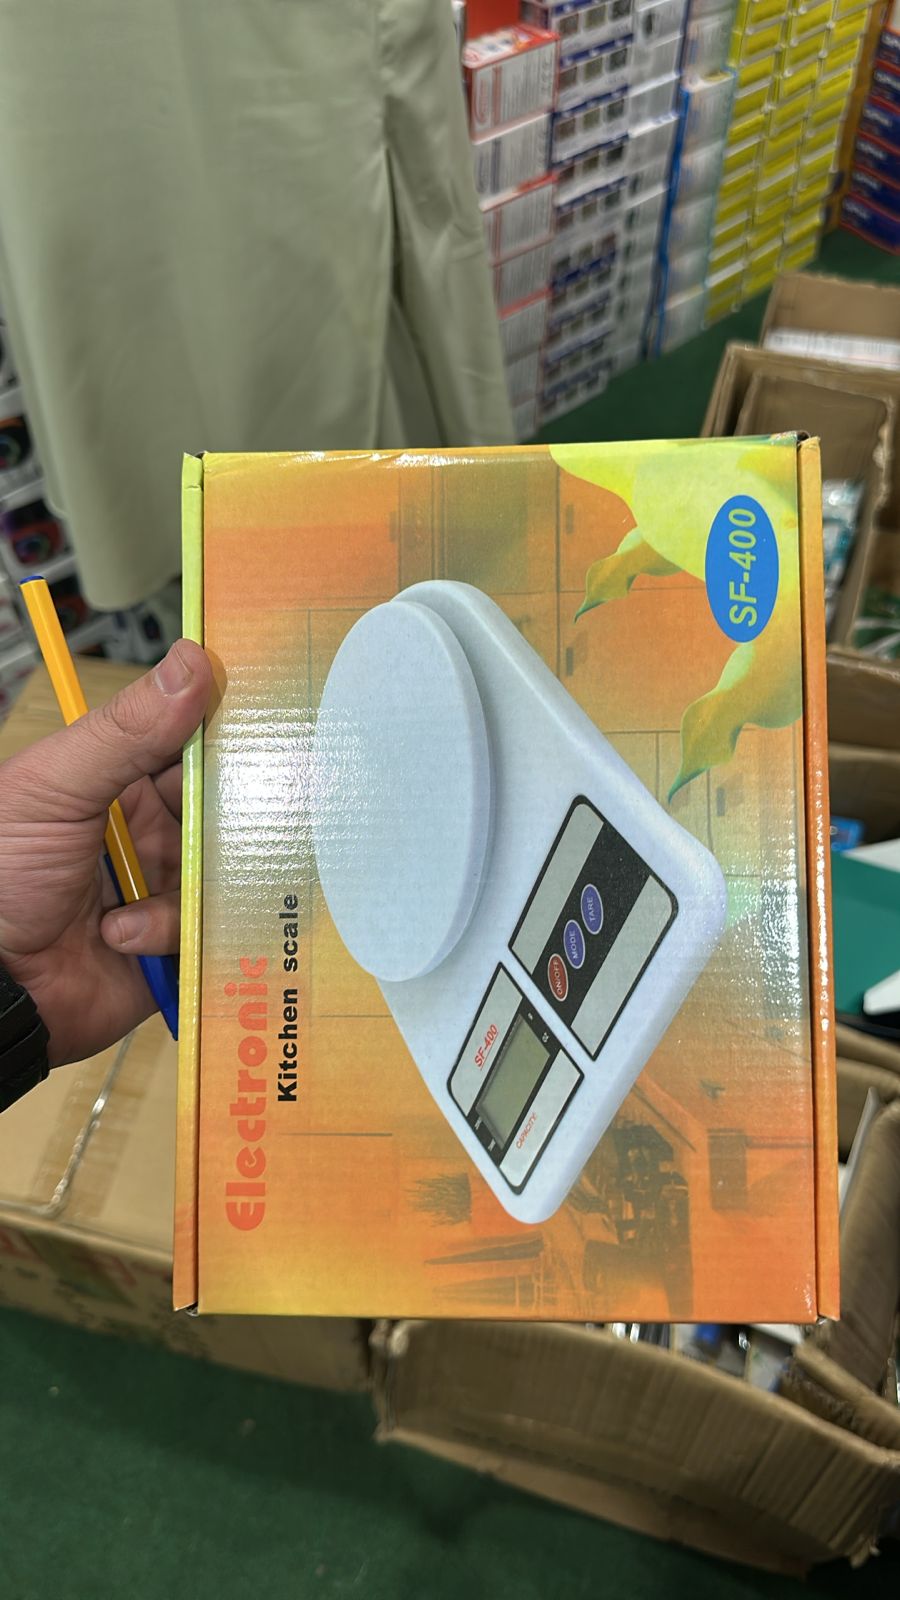 Electronic
Kitchen scale
SF-400
SF-400
CAPACITY:
ON/OFF
MODE
TARE